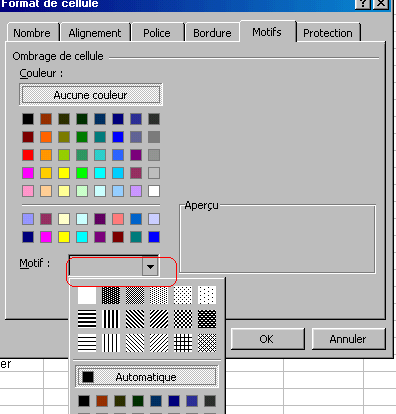 Format de cellule
Nombre Alignement Police Bordure Motifs Protection
Ombrage de cellule
Couleur :
Aucune couleur
Aperçu
Motif :
OK Annuler
Automatique
er